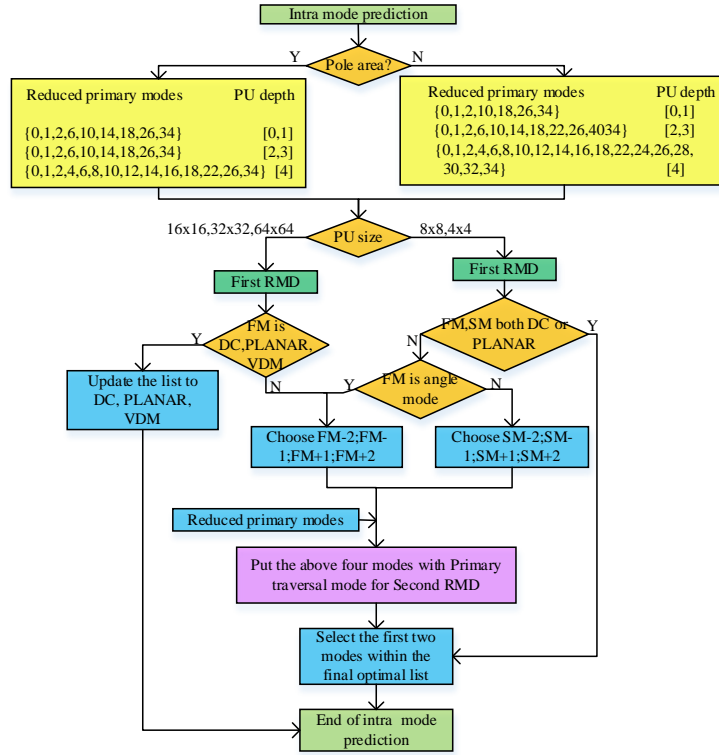 Intra mode prediction
Y
N
Pole area?
Reduced primary modes PU depth
{0,1,2,6,10,14,18,26,34} [0,1]
{0,1,2,6,10,14,18,26,34} [2,3]
{0,1,2,4,6,8,10,12,14,16,18,22,26,34} [4]
Reduced primary modes PU depth
{0,1,2,10,18,26,34} [0,1]
{0,1,2,6,10,14,18,22,26,4034} [2,3]
{0,1,2,4,6,8,10,12,14,16,18,22,24,26,28,
30,32,34} [4]
16x16,32x32,64x64
PU size
8x8,4x4
First RMD
First RMD
Y
FM is
DC,PLANAR,
VDM
N
FM,SM both DC or
PLANAR
Y
N
Update the list to
DC, PLANAR,
VDM
Y
FM is angle
mode
N
Choose FM-2;FM-
1;FM+1;FM+2
Choose SM-2;SM-
1;SM+1;SM+2
Reduced primary modes
Put the above four modes with Primary
traversal mode for Second RMD
Select the first two
modes within the
final optimal list
End of intra mode
prediction